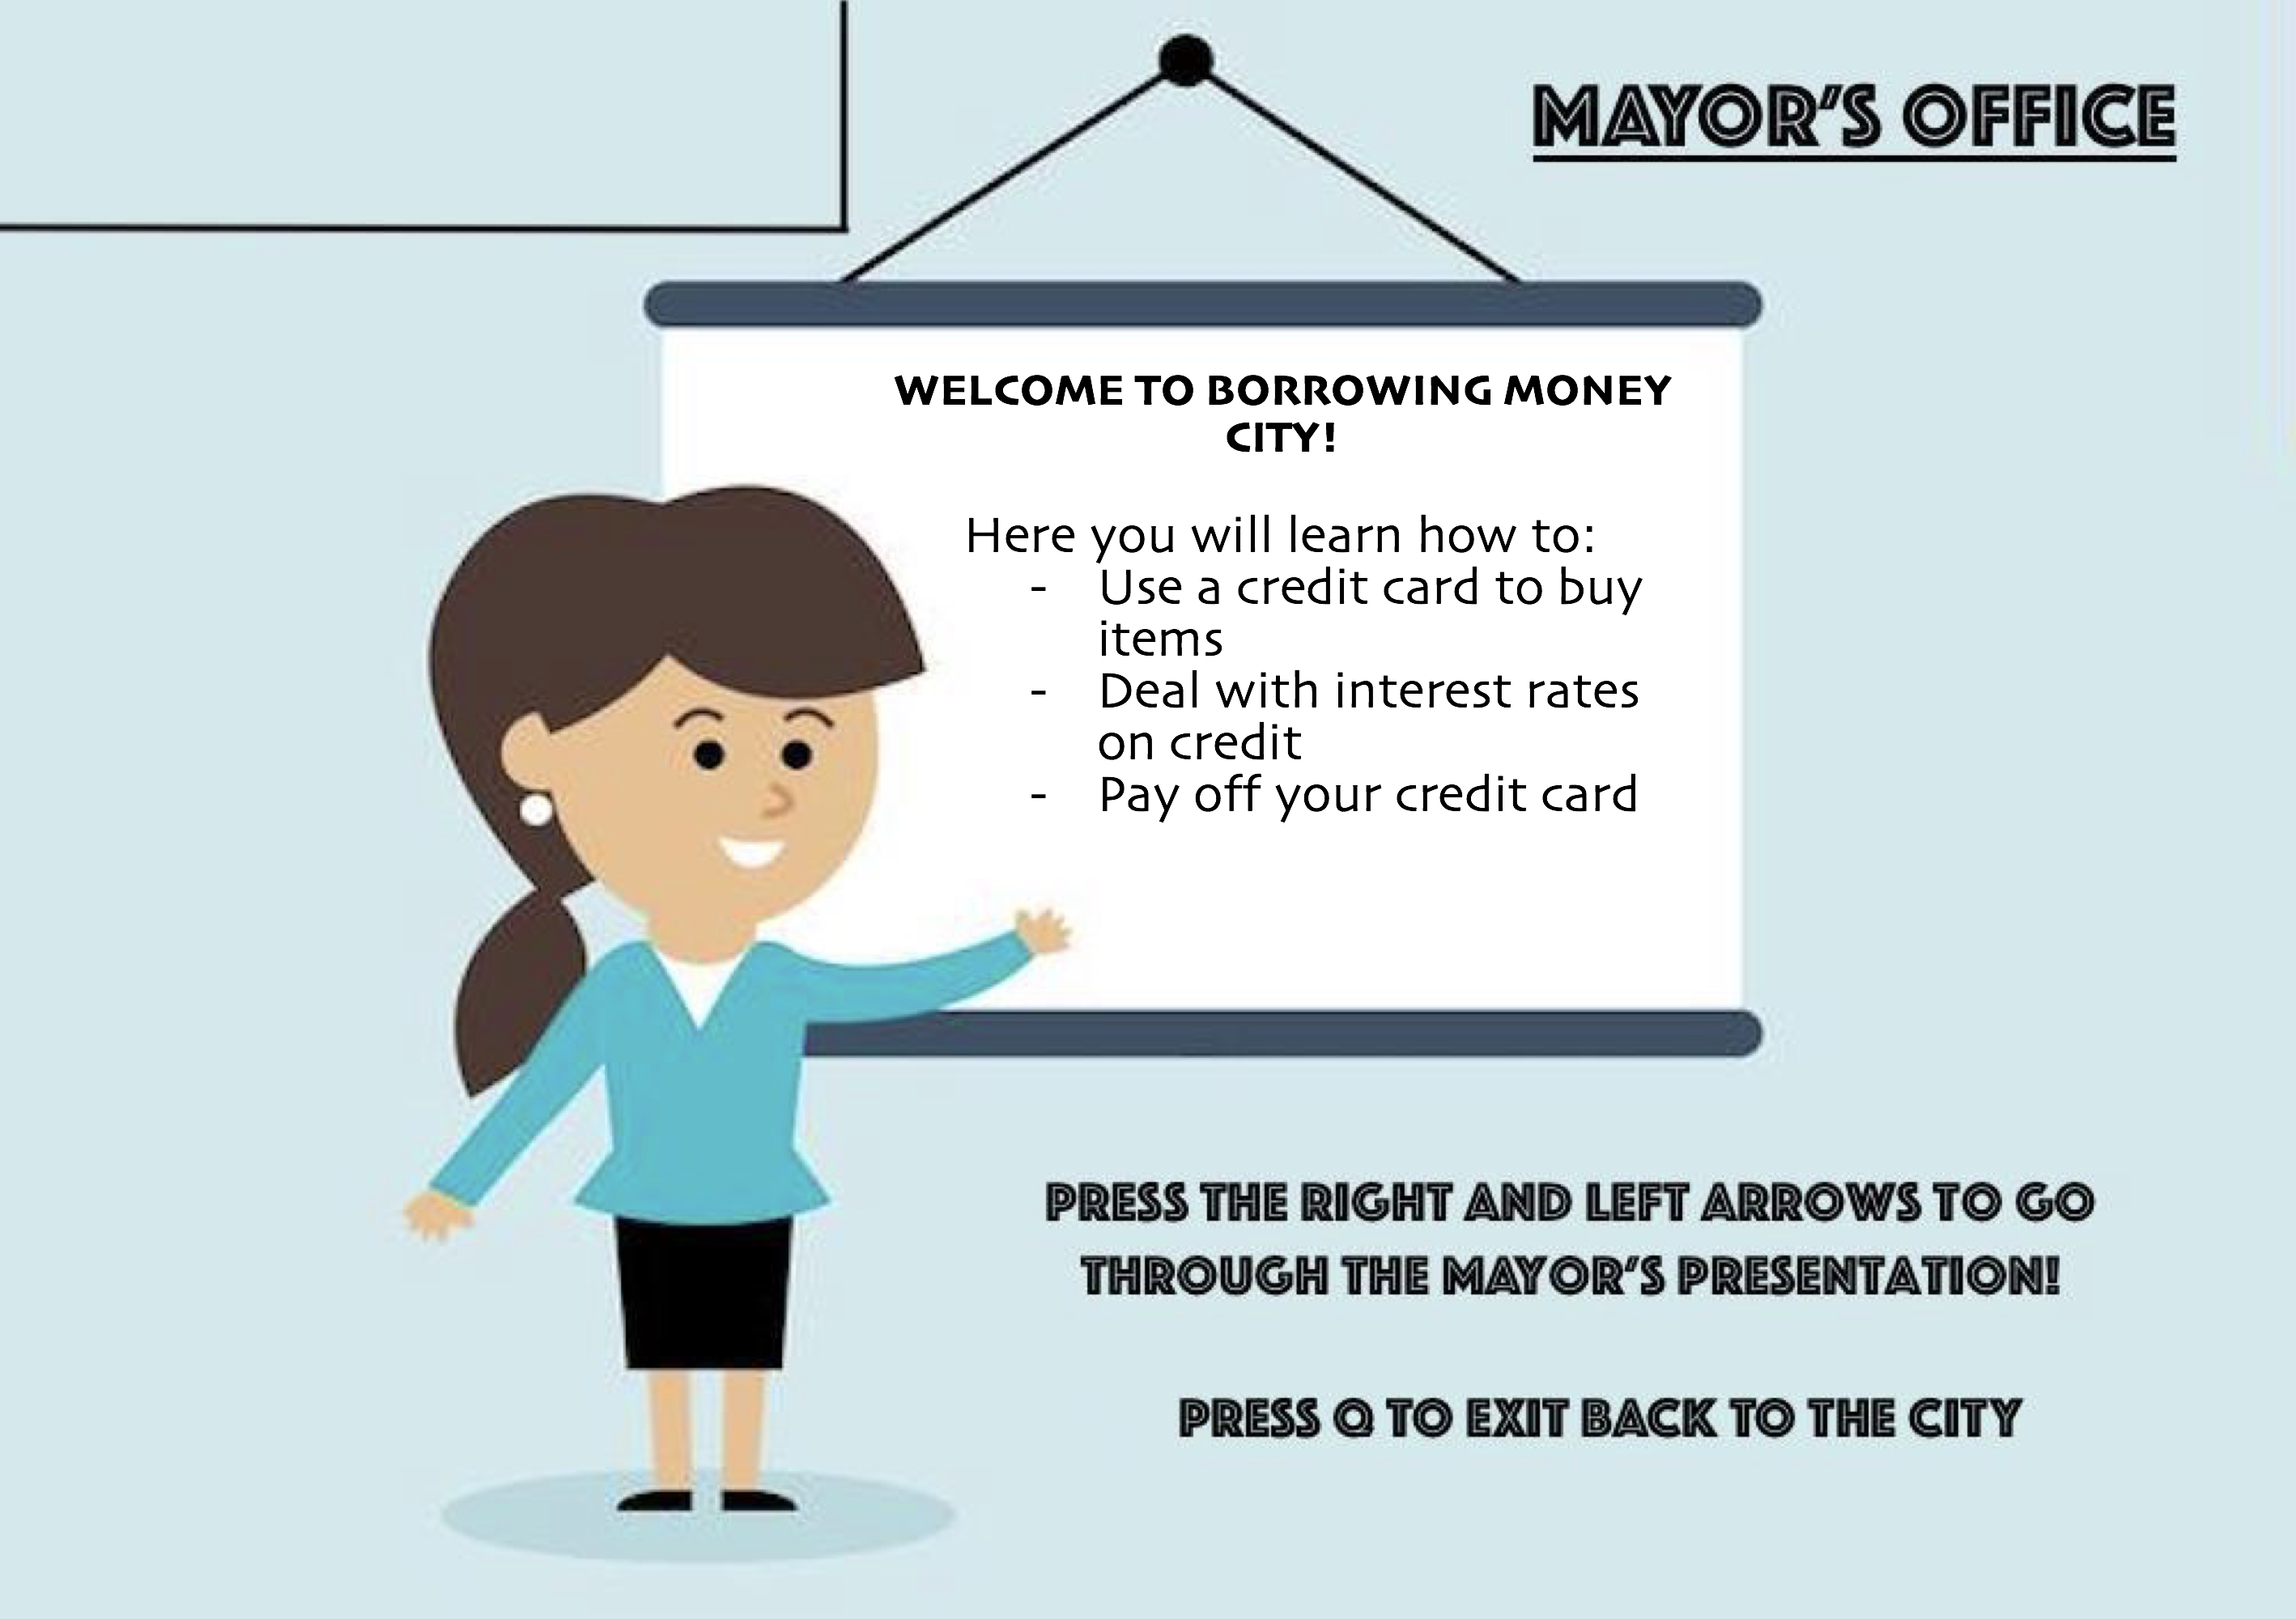 MAYOR'S OFFICE
WELCOME TO BORROWING MONEY
CITY!
Here you will learn how to:
- Use a credit card to buy
items
- Deal with interest rates
on credit
- Pay off your credit card
PRESS THE RIGHT AND LEFT ARROWS TO GO
THROUGH THE MAYOR'S PRESENTATION!
PRESS Q TO EXIT BACK TO THE CITY